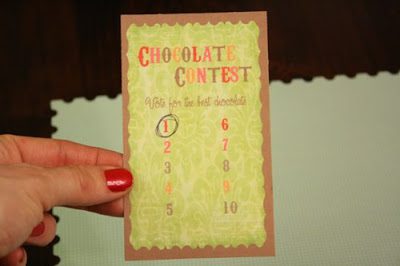 CHOCOLATE
CONTEST
Vote for the best chocolate
1 6
2 7
3 8
4 9
5 10